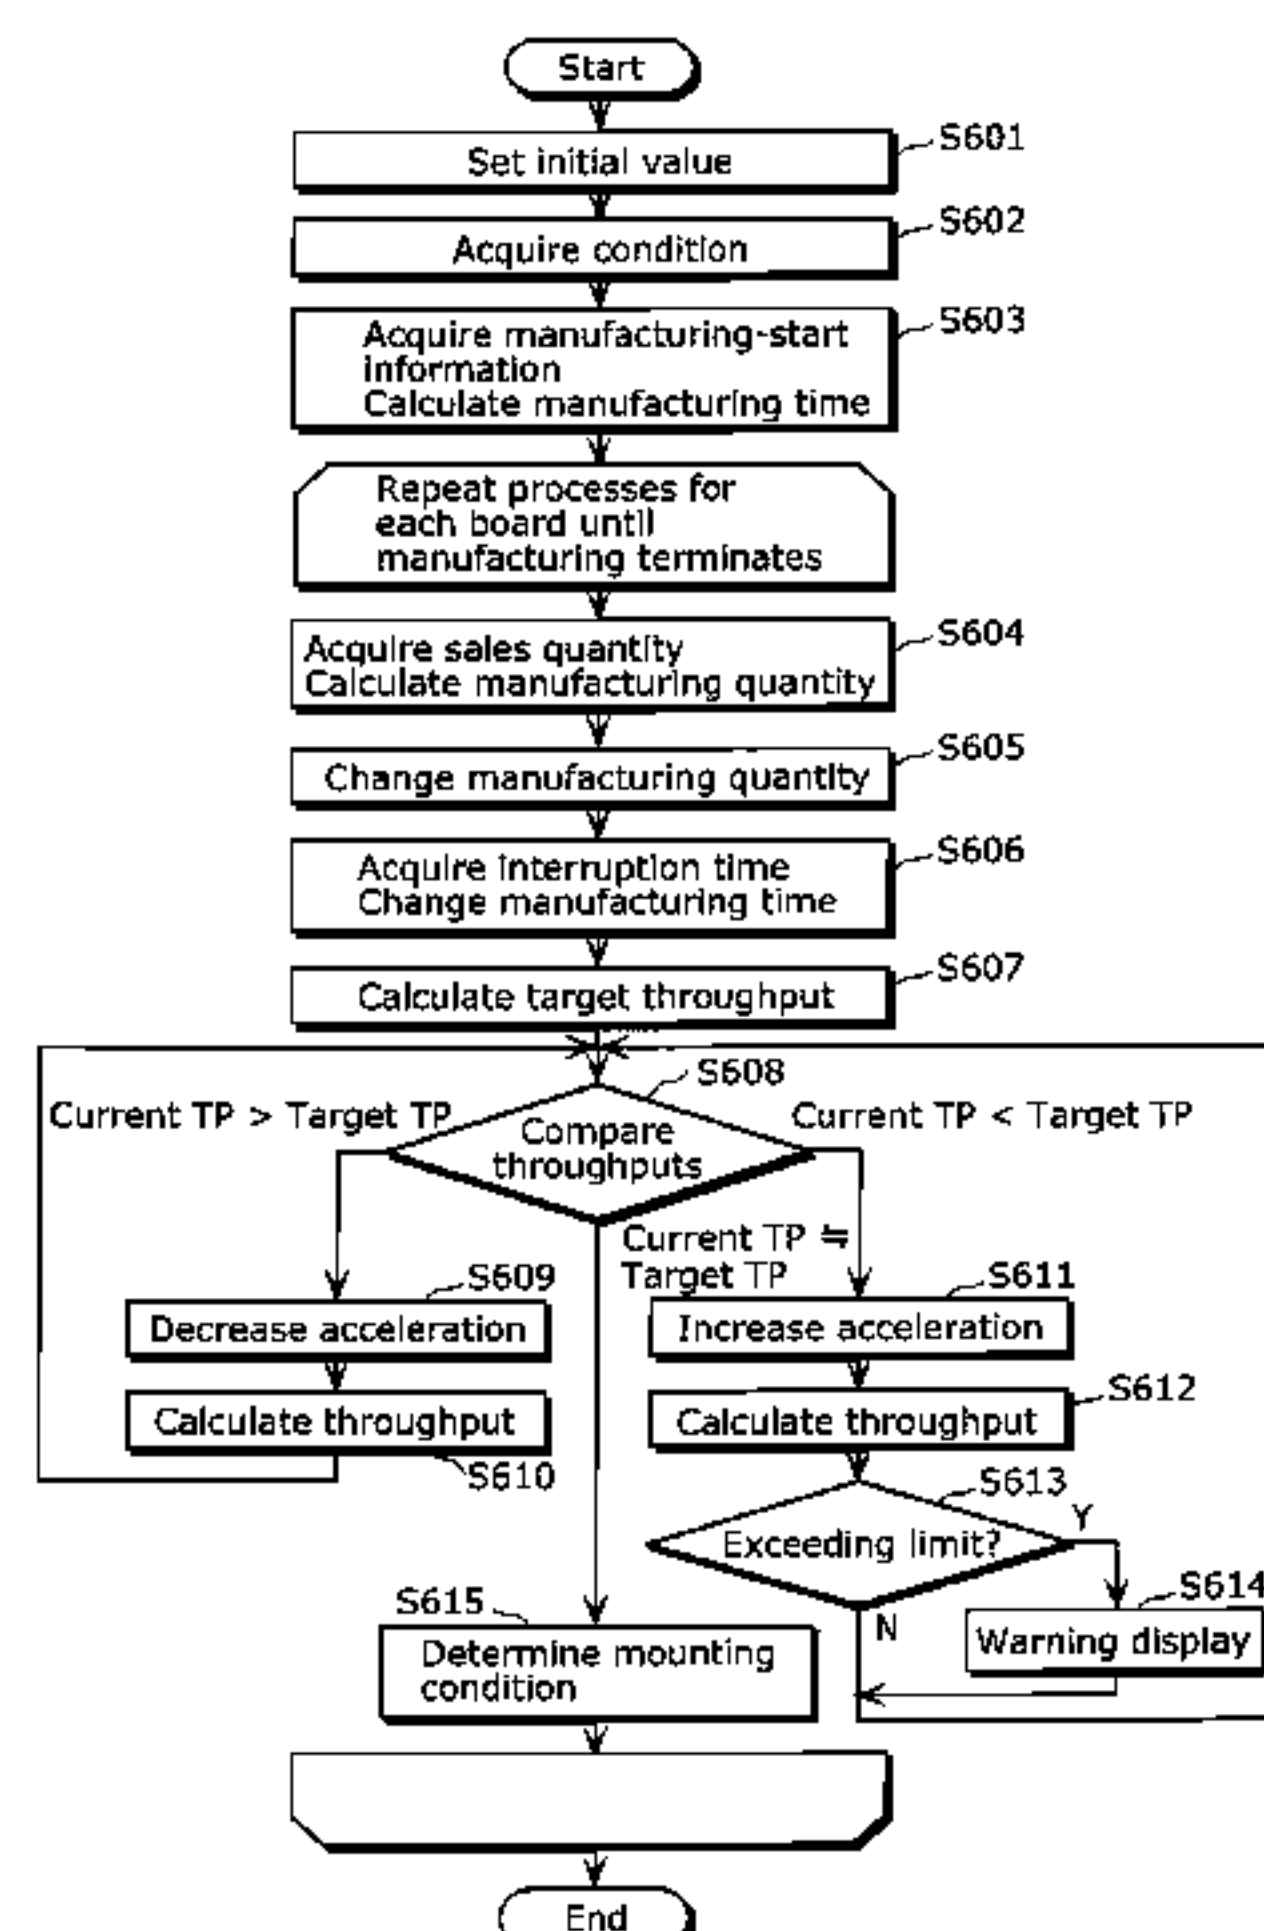 Start
S601
Set initial value
S602
Acquire condition
S603
Acquire manufacturing-start
information
Calculate manufacturing time
Repeat processes for
each board until
manufacturing terminates
S604
Acquire sales quantity
Calculate manufacturing quantity
S605
Change manufacturing quantity
S606
Acquire interruption time
Change manufacturing time
S607
Calculate target throughput
S608
Current TP > Target TP
Current TP < Target TP
Compare
throughputs
Current TP ≒
Target TP
S609
Decrease acceleration
S611
Increase acceleration
Calculate throughput
S610
S612
Calculate throughput
S613
Exceeding limit?
Y
N
S614
Warning display
S615
Determine mounting
condition
End